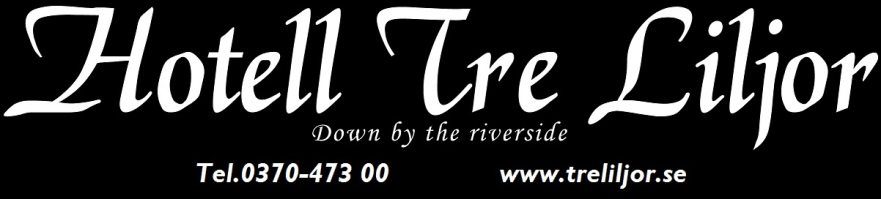 Hotell Tre Liljor
Down by the riverside
Tel.0370-473 00 www.treliljor.se